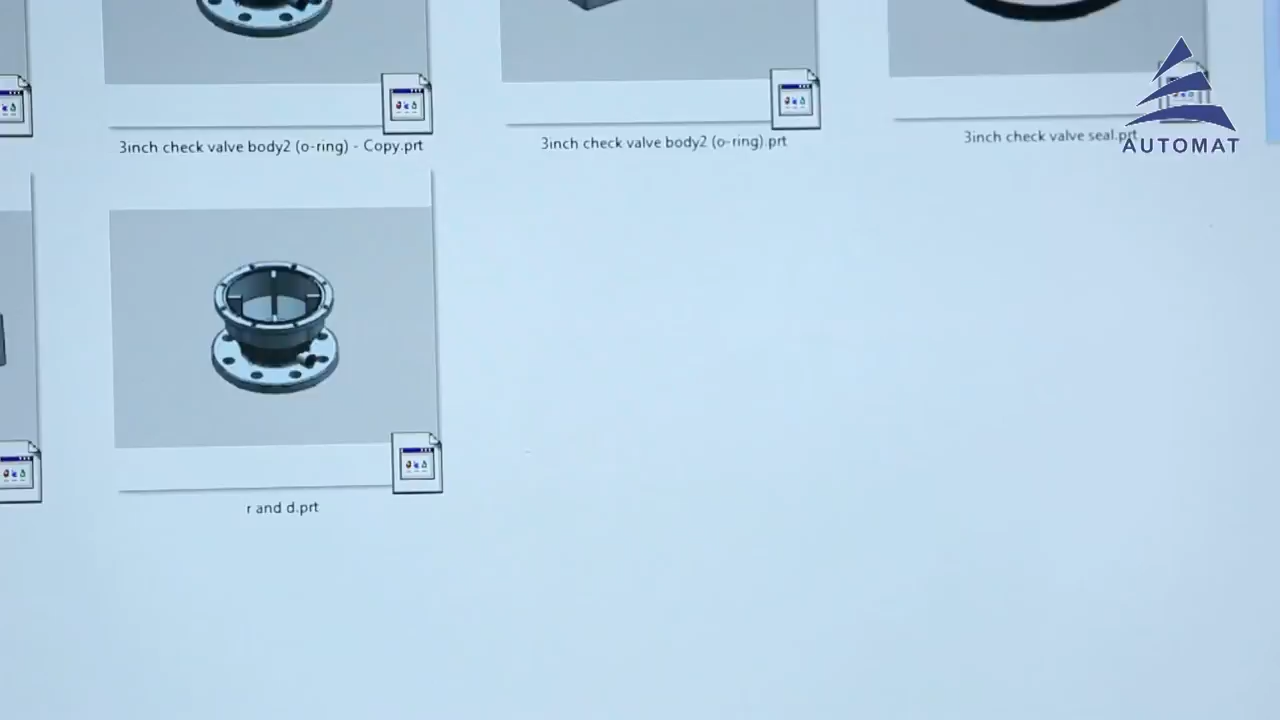 3inch check valve body2 (o-ring) - Copy.prt
3inch check valve body2 (o-ring).prt
3inch check valve seal.prt
AUTOMAT
r and d.prt